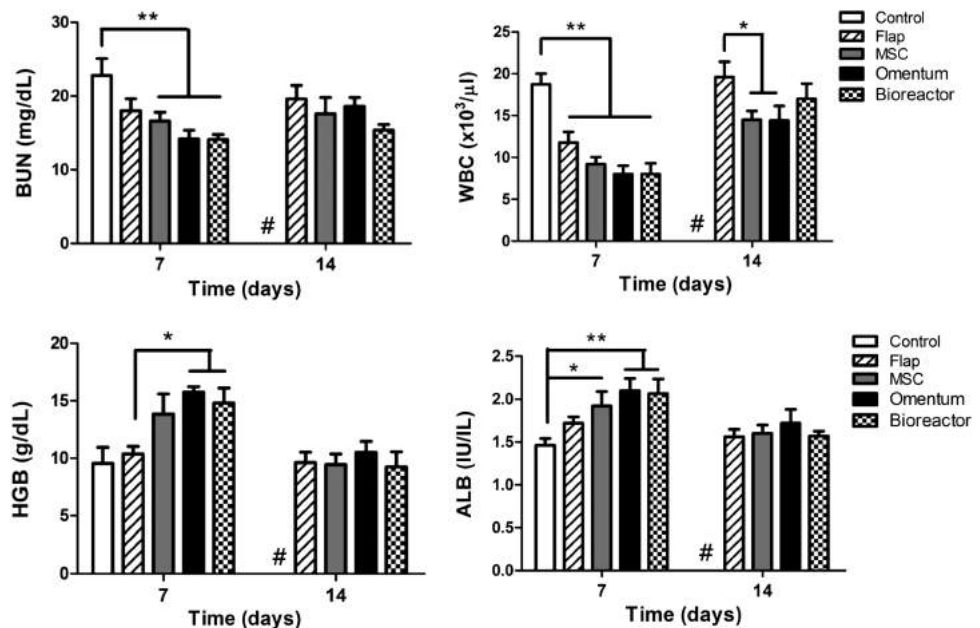 BUN (mg/dL)
30
20
10
0
**
#
7
14
Time (days)
WBC (x10³/µl)
25
20
15
10
5
0
**
*
#
7
14
Time (days)
Control
Flap
MSC
Omentum
Bioreactor
HGB (g/dL)
20
15
10
5
0
*
#
7
14
Time (days)
ALB (IU/IL)
2.5
2.0
1.5
1.0
0.5
0.0
**
*
#
7
14
Time (days)
Control
Flap
MSC
Omentum
Bioreactor